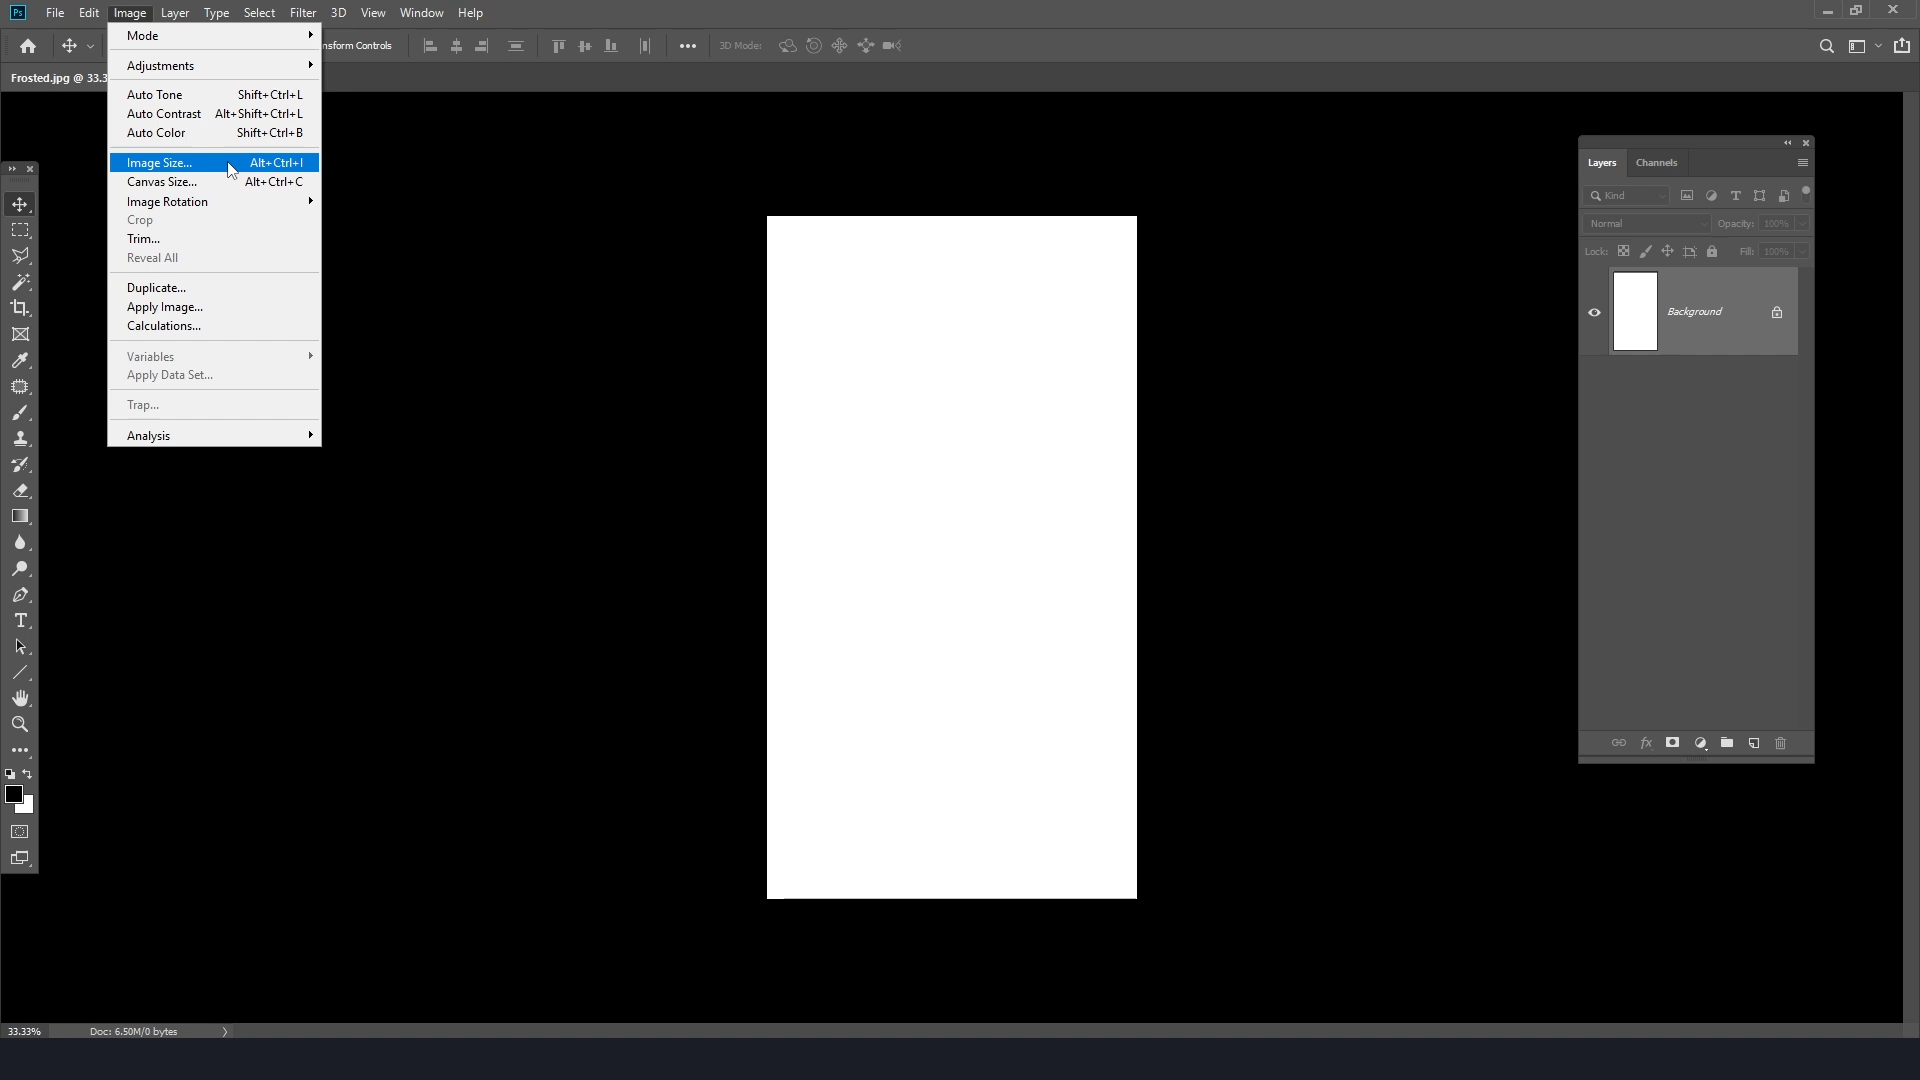 Ps File Edit Image Layer Type Select Filter 3D View Window Help
nsform Controls 3D Mode:
Frosted.jpg @ 33.3
Mode
Adjustments
Auto Tone Shift+Ctrl+L
Auto Contrast Alt+Shift+Ctrl+L
Auto Color Shift+Ctrl+B
Image Size... Alt+Ctrl+I
Canvas Size... Alt+Ctrl+C
Image Rotation
Crop
Trim...
Reveal All
Duplicate...
Apply Image...
Calculations...
Variables
Apply Data Set...
Trap...
Analysis
Layers Channels
Kind
Normal Opacity: 100%
Lock: Fill: 100%
Background
fx
33.33% Doc: 6.50M/0 bytes